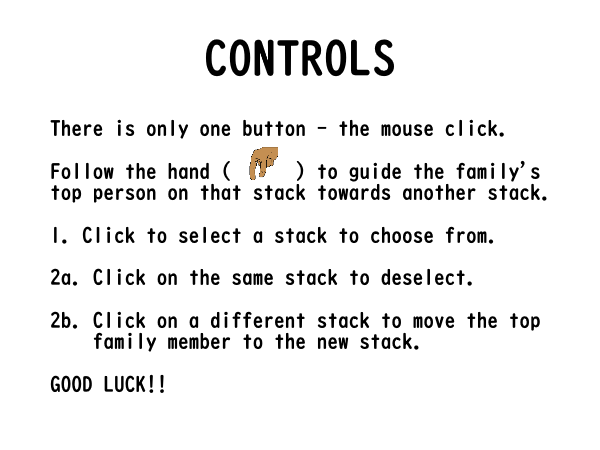 CONTROLS
There is only one button - the mouse click.
Follow the hand ( ) to guide the family's
top person on that stack towards another stack.
1. Click to select a stack to choose from.
2a. Click on the same stack to deselect.
2b. Click on a different stack to move the top
family member to the new stack.
GOOD LUCK!!